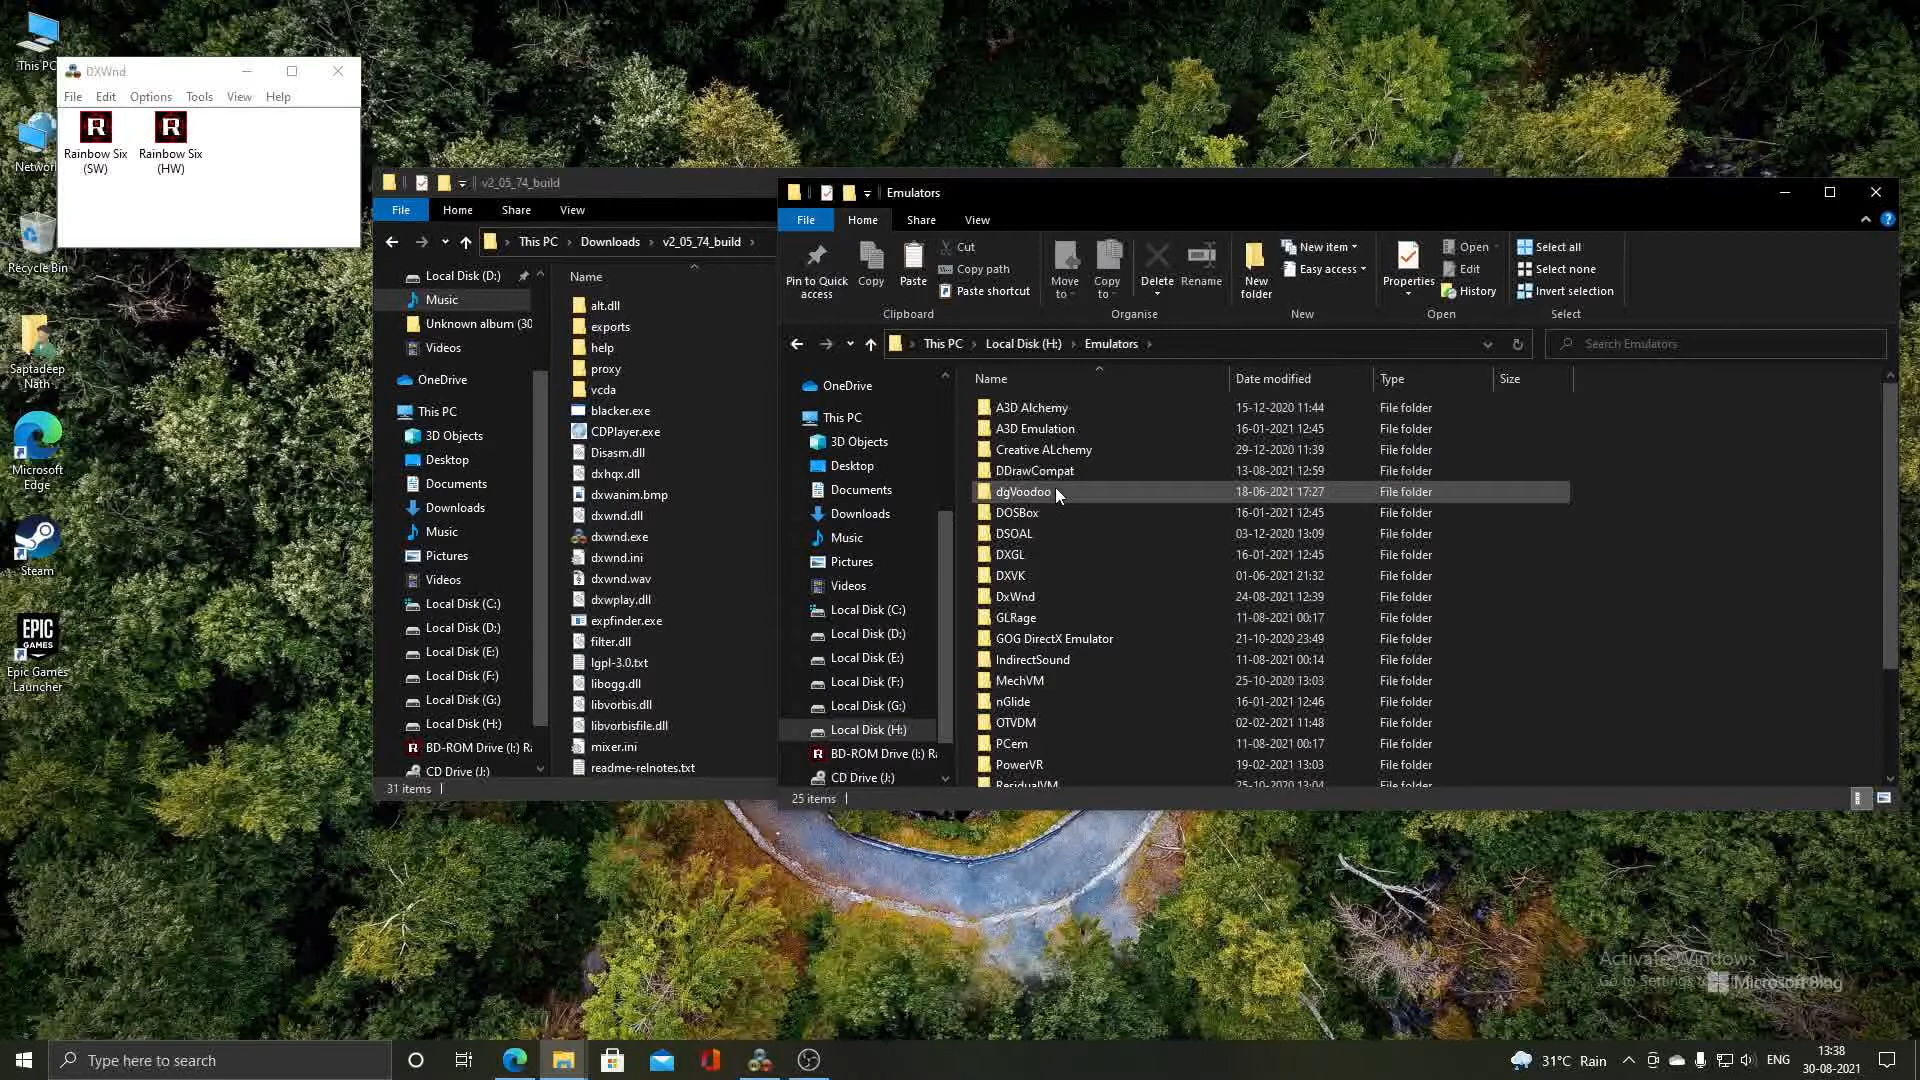 This PC
Network
Recycle Bin
Saptadeep
Nath
Microsoft
Edge
Steam
EPIC
GAMES
Epic Games
Launcher
DXWnd
File Edit Options Tools View Help
Rainbow Six
(SW)
Rainbow Six
(HW)
v2_05_74_build
File Home Share View
This PC > Downloads > v2_05_74_build >
Local Disk (D:)
Music
Unknown album (30
Videos
OneDrive
This PC
3D Objects
Desktop
Documents
Downloads
Music
Pictures
Videos
Local Disk (C:)
Local Disk (D:)
Local Disk (E:)
Local Disk (F:)
Local Disk (G:)
Local Disk (H:)
BD-ROM Drive (I:) Ra
CD Drive (J:)
Name
alt.dll
exports
help
proxy
vcda
blacker.exe
CDPlayer.exe
Disasm.dll
dxhqx.dll
dxwanim.bmp
dxwnd.dll
dxwnd.exe
dxwnd.ini
dxwnd.wav
dxwplay.dll
expfinder.exe
filter.dll
lgpl-3.0.txt
libogg.dll
libvorbis.dll
libvorbisfile.dll
mixer.ini
readme-relnotes.txt
31 items
Emulators
File Home Share View
Pin to Quick
access
Copy
Paste
Cut
Copy path
Paste shortcut
Clipboard
Move
to
Copy
to
Delete
Rename
Organise
New
folder
New item
Easy access
New
Properties
Open
Edit
History
Open
Select all
Select none
Invert selection
Select
This PC > Local Disk (H:) > Emulators >
Search Emulators
OneDrive
This PC
3D Objects
Desktop
Documents
Downloads
Music
Pictures
Videos
Local Disk (C:)
Local Disk (D:)
Local Disk (E:)
Local Disk (F:)
Local Disk (G:)
Local Disk (H:)
BD-ROM Drive (I:) Ra
CD Drive (J:)
Name Date modified Type Size
A3D Alchemy 15-12-2020 11:44 File folder
A3D Emulation 16-01-2021 12:45 File folder
Creative ALchemy 29-12-2020 11:39 File folder
DDrawCompat 13-08-2021 12:59 File folder
dgVoodoo 18-06-2021 17:27 File folder
DOSBox 16-01-2021 12:45 File folder
DSOAL 03-12-2020 13:09 File folder
DXGL 16-01-2021 12:45 File folder
DXVK 01-06-2021 21:32 File folder
DxWnd 24-08-2021 12:39 File folder
GLRage 11-08-2021 00:17 File folder
GOG DirectX Emulator 21-10-2020 23:49 File folder
IndirectSound 11-08-2021 00:14 File folder
MechVM 25-10-2020 13:03 File folder
nGlide 16-01-2021 12:46 File folder
OTVDM 02-02-2021 11:48 File folder
PCem 11-08-2021 00:17 File folder
PowerVR 19-02-2021 13:03 File folder
ResidualVM 25-10-2020 13:04 File folder
25 items
Activate Windows
Go to Settings
Microsoft Bing
Type here to search
31°C Rain
ENG
13:38
30-08-2021